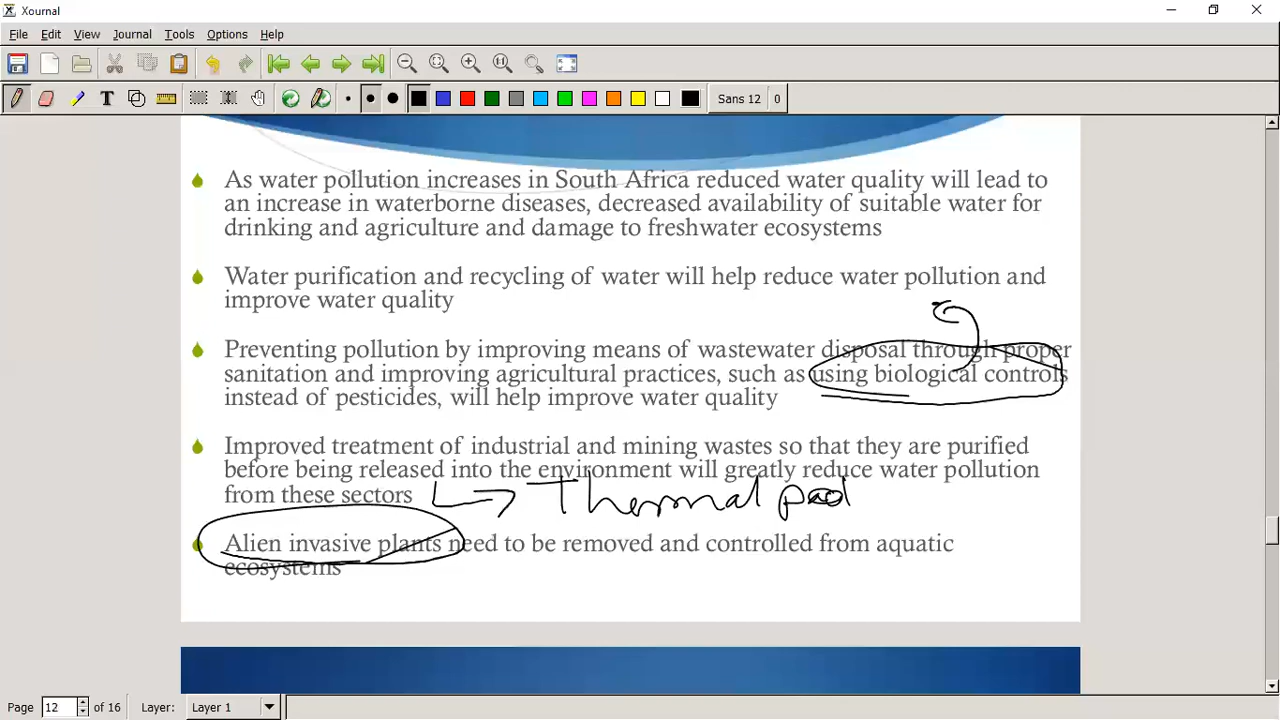 Xournal
File Edit View Journal Tools Options Help
Sans 12 0
As water pollution increases in South Africa reduced water quality will lead to
an increase in waterborne diseases, decreased availability of suitable water for
drinking and agriculture and damage to freshwater ecosystems
Water purification and recycling of water will help reduce water pollution and
improve water quality
Preventing pollution by improving means of wastewater disposal through proper
sanitation and improving agricultural practices, such as using biological controls
instead of pesticides, will help improve water quality
Improved treatment of industrial and mining wastes so that they are purified
before being released into the environment will greatly reduce water pollution
from these sectors
Thermal
Alien invasive plants need to be removed and controlled from aquatic
ecosystems
Page 12 of 16 Layer: Layer 1